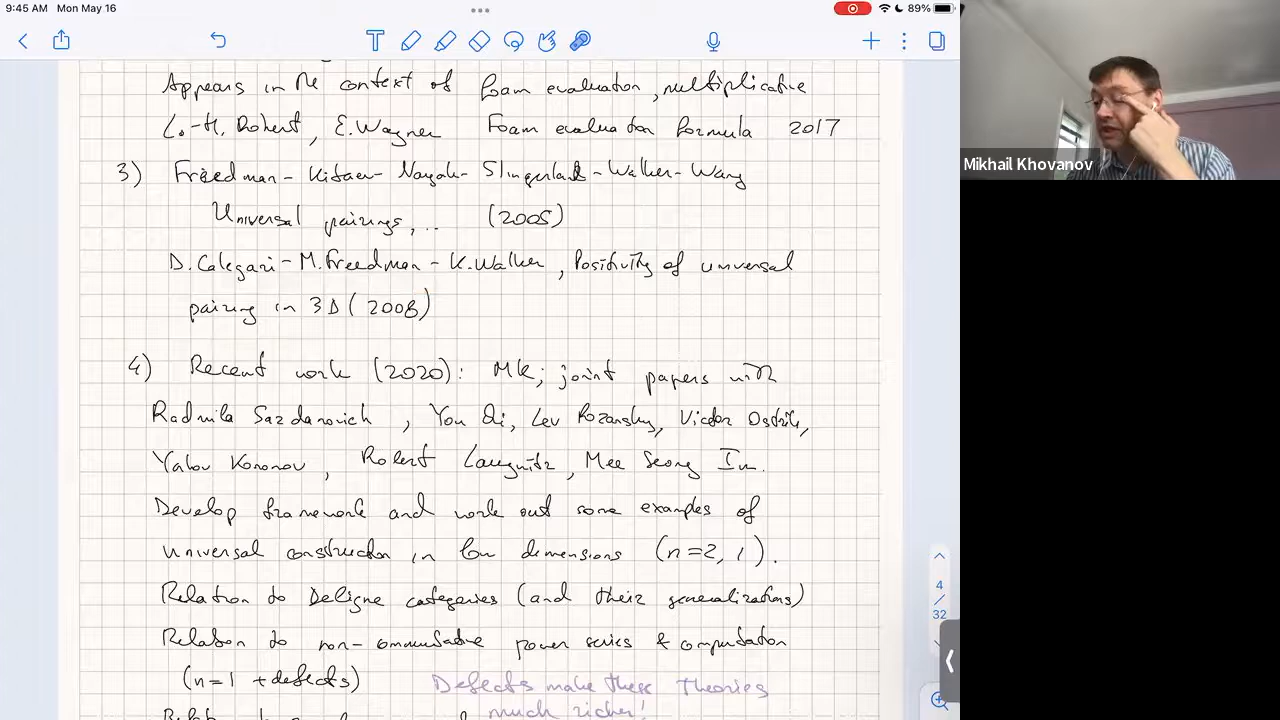 9:45 AM Mon May 16
89%
Appears in the context of foam evaluation, multiplicative
L.-H. Robert, E. Wagner Foam evaluation formula 2017
3) Freedman - Kitaev - Nayak - Slingerland - Walker - Wang
Universal pairings, .. (2005)
D. Calegari - M. Freedman - K. Walker, Positivity of universal
pairing in 3D (2008)
4) Recent work (2020): MK; joint papers with
Radmila Sazdanovich, You Qi, Lev Rozansky, Victor Ostrik,
Yakov Kononov, Robert Laugwitz, Mee Seong Im.
Develop framework and work out some examples of
universal construction in low dimensions (n=2, 1).
Relation to Deligne categories (and their generalizations)
Relation to non-commutative power series & computation
(n=1 + defects) Defects make these theories
much richer!
Mikhail Khovanov
4
/
32